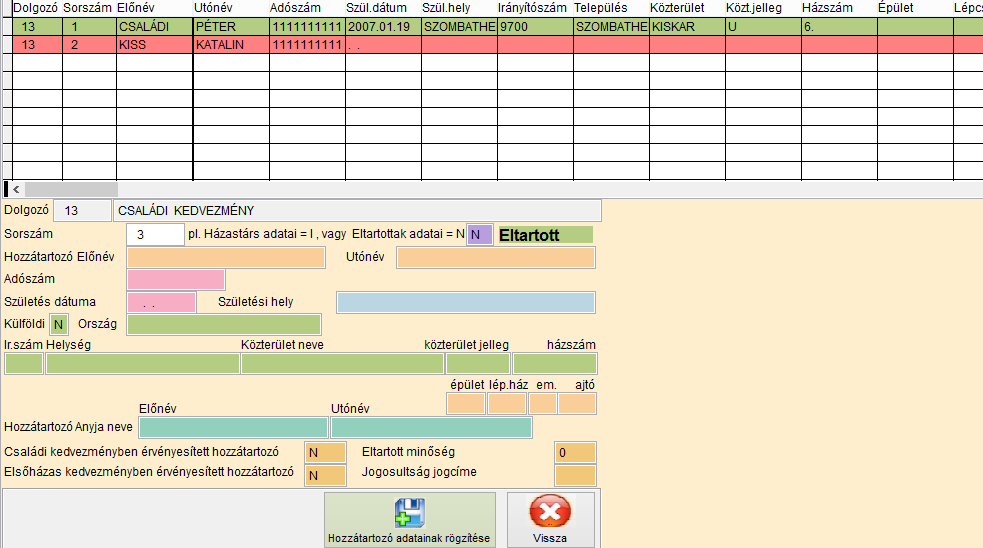 Dolgozó Sorszám Előnév Utónév Adószám Szül.dátum Szül.hely Irányítószám Település Közterület Közt.jelleg Házszám Épület Lépcs
13 1 CSALÁDI PÉTER 1111111111 2007.01.19 SZOMBATHE 9700 SZOMBATHE KISKAR U 6.
13 2 KISS KATALIN 1111111111 . .
Dolgozó 13 CSALÁDI KEDVEZMÉNY
Sorszám 3 pl. Házastárs adatai = I , vagy Eltartottak adatai = N N Eltartott
Hozzátartozó Előnév Utónév
Adószám
Születés dátuma . . Születési hely
Külföldi N Ország
Ir.szám Helység Közterület neve közterület jelleg házszám
épület lép.ház em. ajtó
Előnév Utónév
Hozzátartozó Anyja neve
Családi kedvezményben érvényesített hozzátartozó N Eltartott minőség 0
Elsőházas kedvezményben érvényesített hozzátartozó N Jogosultság jogcíme
Hozzátartozó adatainak rögzítése Vissza